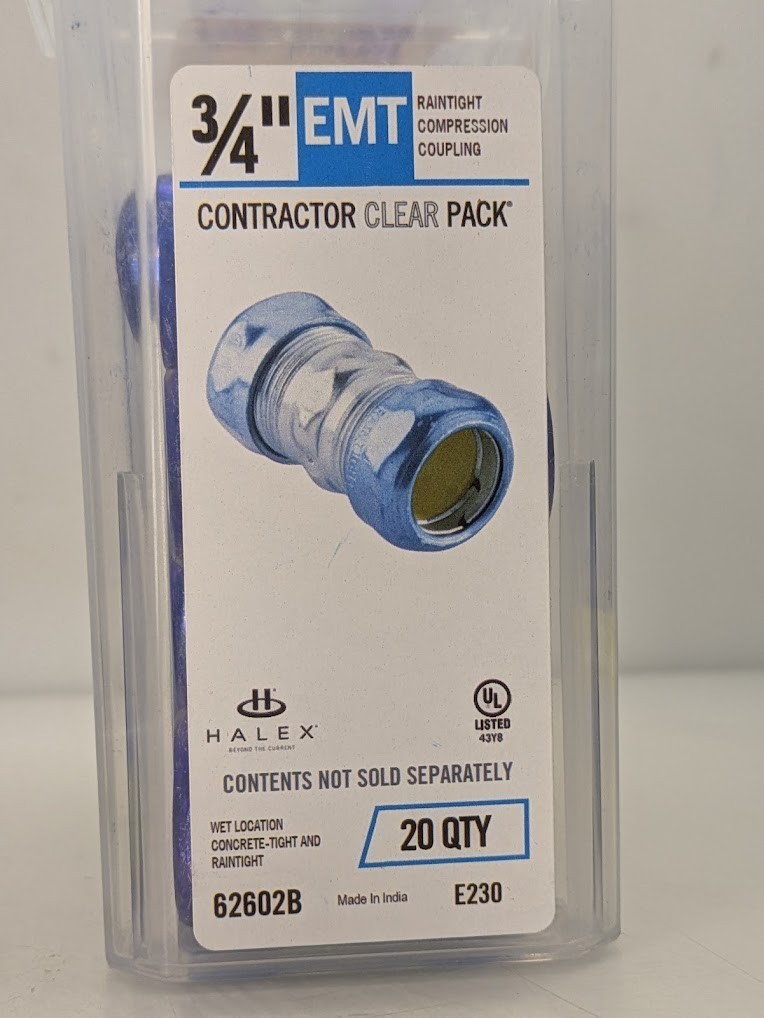 3/4" EMT
RAINTIGHT
COMPRESSION
COUPLING
CONTRACTOR CLEAR PACK®
HALEX®
BEYOND THE CURRENT
UL
LISTED
43Y8
CONTENTS NOT SOLD SEPARATELY
WET LOCATION
CONCRETE-TIGHT AND
RAINTIGHT
20 QTY
62602B
Made In India
E230